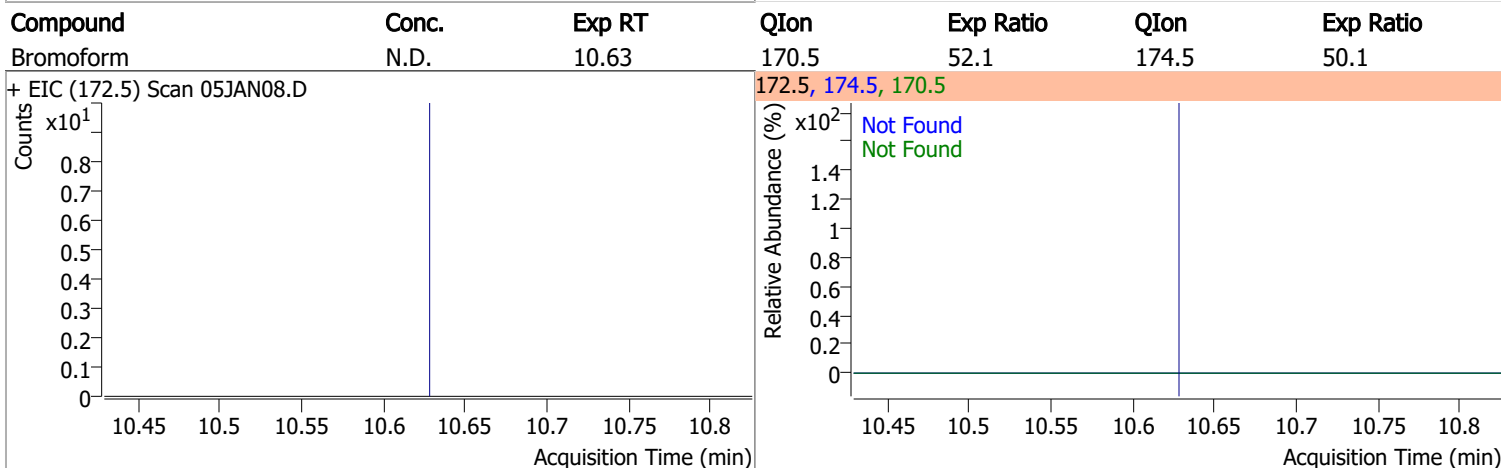 Compound Conc. Exp RT QIon Exp Ratio QIon Exp Ratio
Bromoform N.D. 10.63 170.5 52.1 174.5 50.1
+ EIC (172.5) Scan 05JAN08.D
Counts
x10¹
0.8
0.7
0.6
0.5
0.4
0.3
0.2
0.1
0
10.45 10.5 10.55 10.6 10.65 10.7 10.75 10.8
Acquisition Time (min)
172.5, 174.5, 170.5
Relative Abundance (%)
x10²
Not Found
Not Found
1.4
1.2
1
0.8
0.6
0.4
0.2
0
10.45 10.5 10.55 10.6 10.65 10.7 10.75 10.8
Acquisition Time (min)